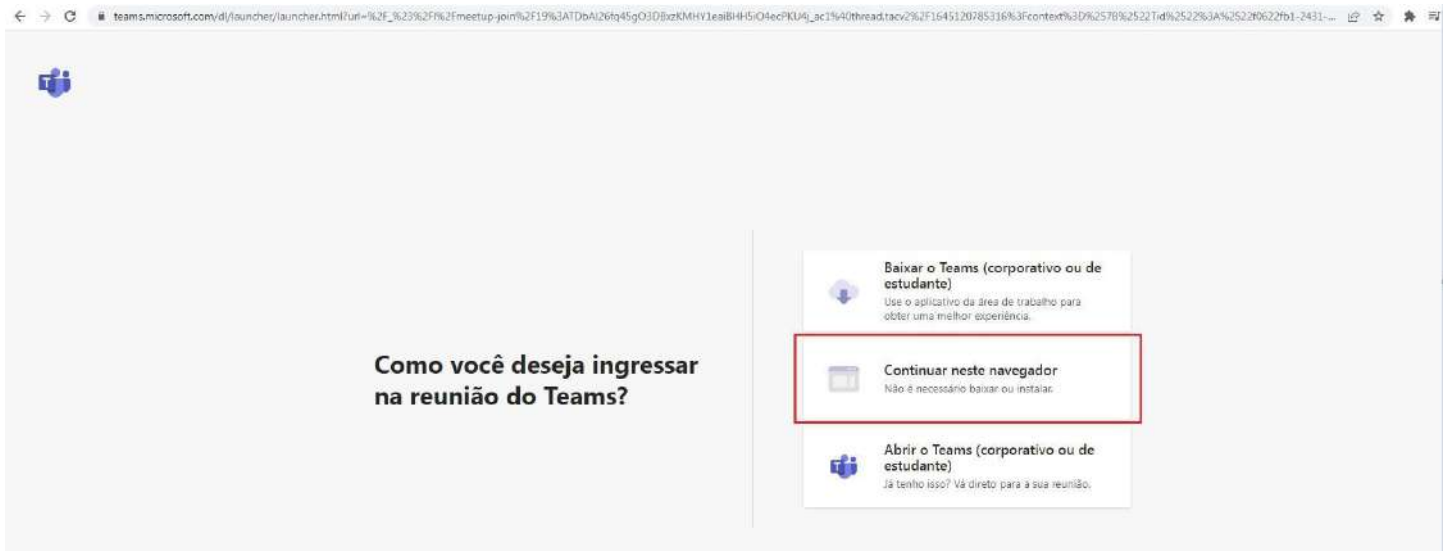 teams.microsoft.com/dl/launcher/launcher.html?url=%2F_%23%2Fl%2Fmeetup-join%2F19%3ATDbAI26fq45gO3DBxzKMHY1eaiBHH5iO4ecPKU4j_ac1%40thread.tacv2%2F1645120785316%3Fcontext%3D%257B%2522Tid%2522%3A%2522f0622fb1-2431-...
Baixar o Teams (corporativo ou de
estudante)
Use o aplicativo da área de trabalho para
obter uma melhor experiência.
Como você deseja ingressar
na reunião do Teams?
Continuar neste navegador
Não é necessário baixar ou instalar.
Abrir o Teams (corporativo ou de
estudante)
Já tenho isso? Vá direto para a sua reunião.